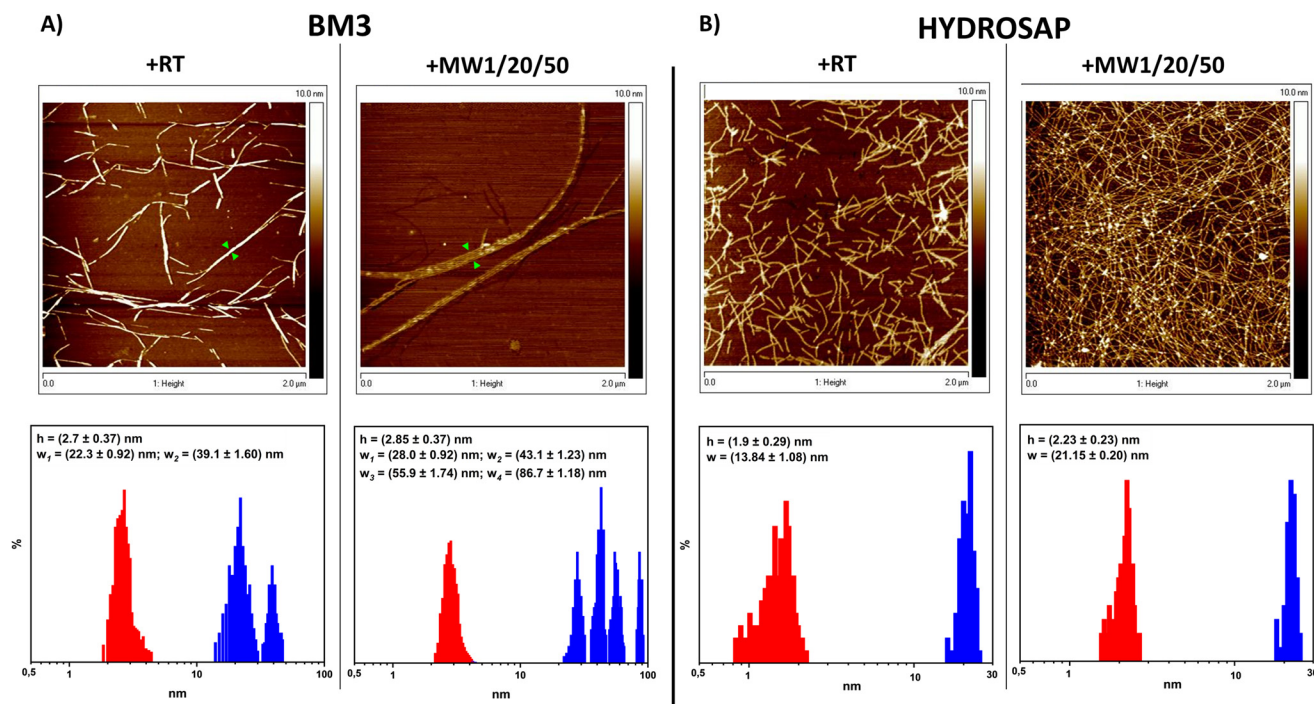 A)
BM3
+RT
+MW1/20/50
10.0 nm
10.0 nm
0.0
1: Height
2.0 µm
0.0
1: Height
2.0 µm
h = (2.7 ± 0.37) nm
w1 = (22.3 ± 0.92) nm; w2 = (39.1 ± 1.60) nm
%
0,5
1
10
100
nm
h = (2.85 ± 0.37) nm
w1 = (28.0 ± 0.92) nm; w2 = (43.1 ± 1.23) nm
w3 = (55.9 ± 1.74) nm; w4 = (86.7 ± 1.18) nm
0,5
1
10
100
nm
B)
HYDROSAP
+RT
+MW1/20/50
10.0 nm
10.0 nm
0.0
1: Height
2.0 µm
0.0
1: Height
2.0 µm
h = (1.9 ± 0.29) nm
w = (13.84 ± 1.08) nm
%
0,5
1
10
30
nm
h = (2.23 ± 0.23) nm
w = (21.15 ± 0.20) nm
0,5
1
10
30
nm